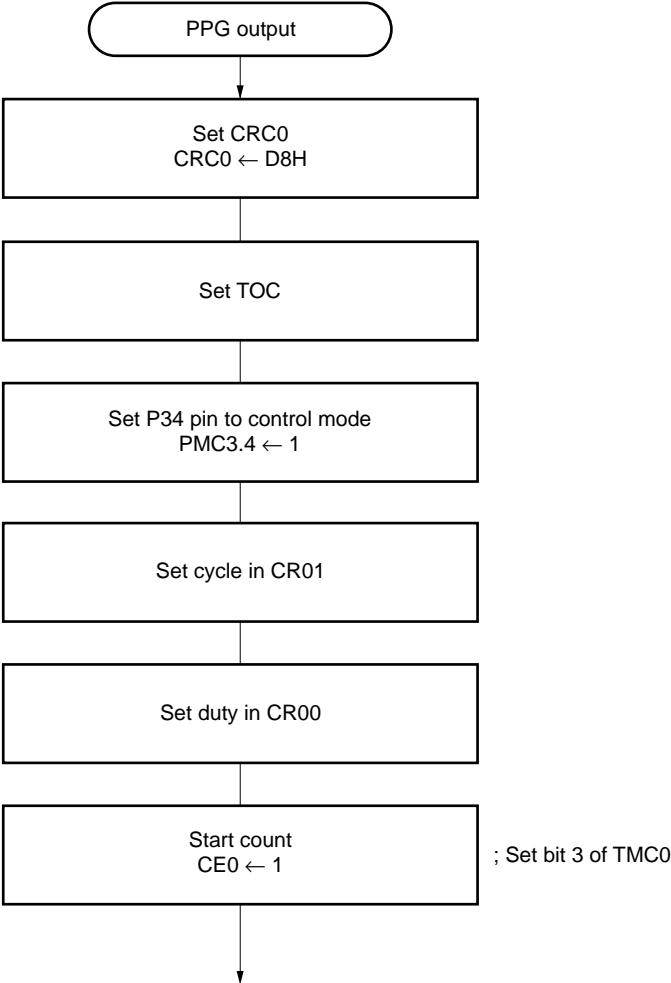 PPG output
Set CRC0
CRC0 ← D8H
Set TOC
Set P34 pin to control mode
PMC3.4 ← 1
Set cycle in CR01
Set duty in CR00
Start count
CE0 ← 1
; Set bit 3 of TMC0